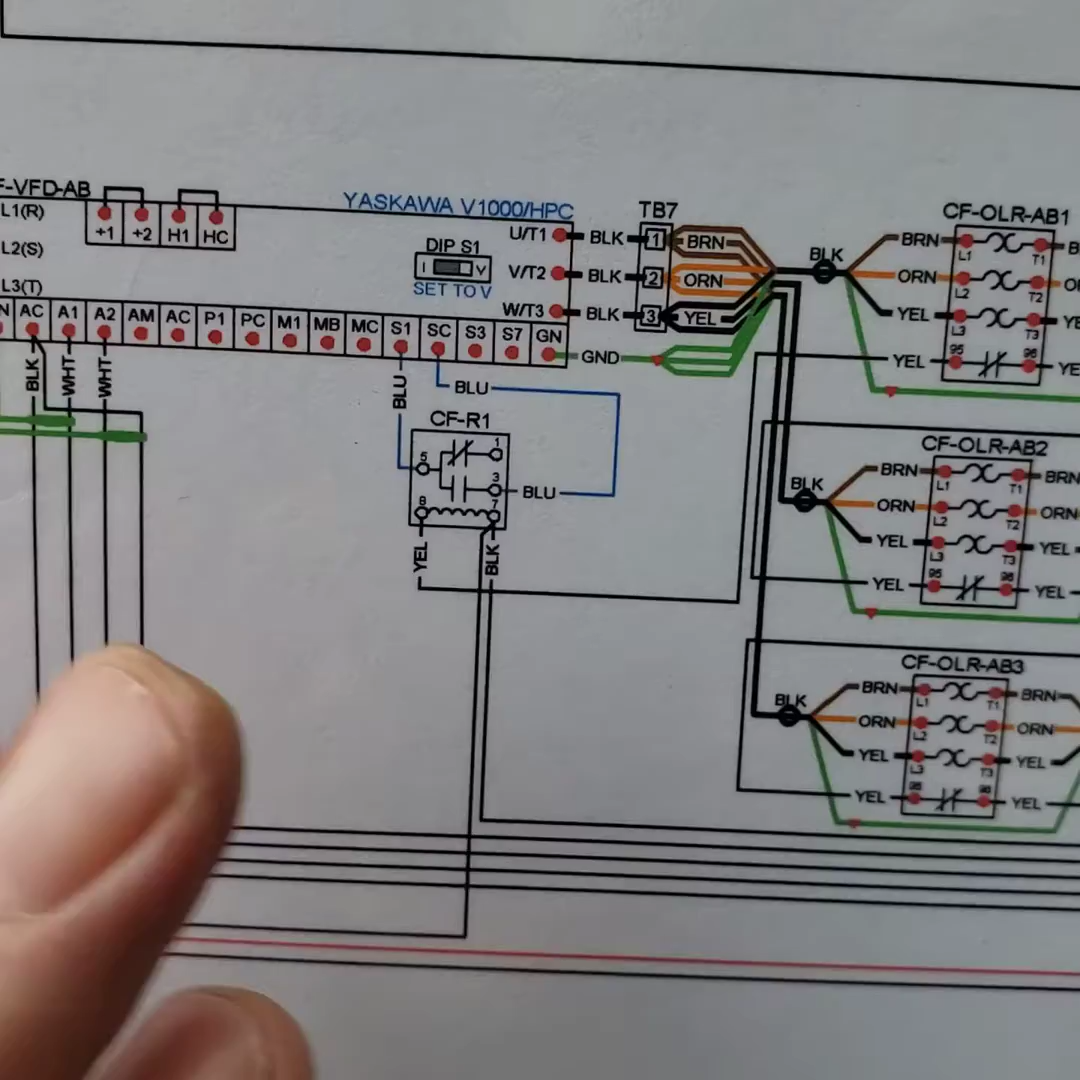 F-VFD-AB
L1(R)
L2(S)
L3(T)
+1 +2 H1 HC
YASKAWA V1000/HPC
DIP S1
I V
SET TO V
U/T1 BLK
V/T2 BLK
W/T3 BLK
TB7
1 BRN
2 ORN
3 YEL
N AC A1 A2 AM AC P1 PC M1 MB MC S1 SC S3 S7 GN
GND
BLK WHT WHT
BLU
BLU
CF-R1
5 1
3 BLU
8 7
YEL BLK
BLK
CF-OLR-AB1
BRN L1 T1 B
ORN L2 T2 O
YEL L3 T3 YE
YEL 95 96 YE
BLK
CF-OLR-AB2
BRN L1 T1 BRN
ORN L2 T2 ORN
YEL L3 T3 YEL
YEL 95 96 YEL
BLK
CF-OLR-AB3
BRN L1 T1 BRN
ORN L2 T2 ORN
YEL L3 T3 YEL
YEL 95 96 YEL